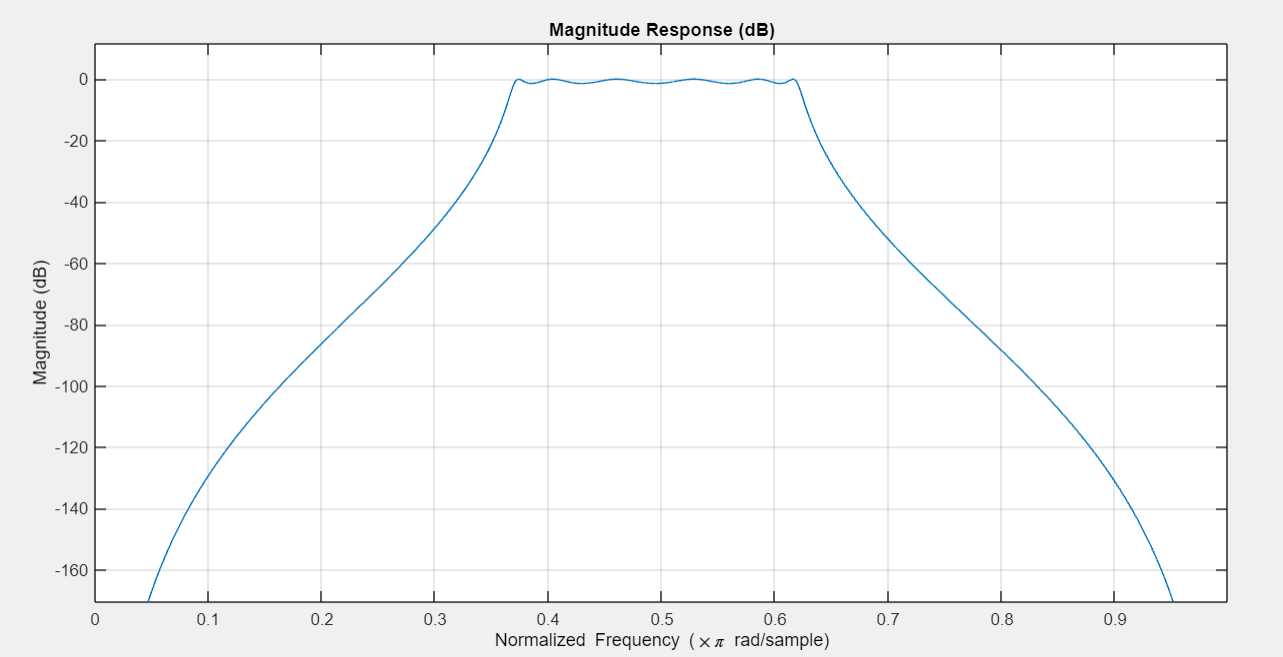 Magnitude Response (dB)
0
-20
-40
-60
-80
-100
-120
-140
-160
Magnitude (dB)
0 0.1 0.2 0.3 0.4 0.5 0.6 0.7 0.8 0.9
Normalized Frequency (×π rad/sample)